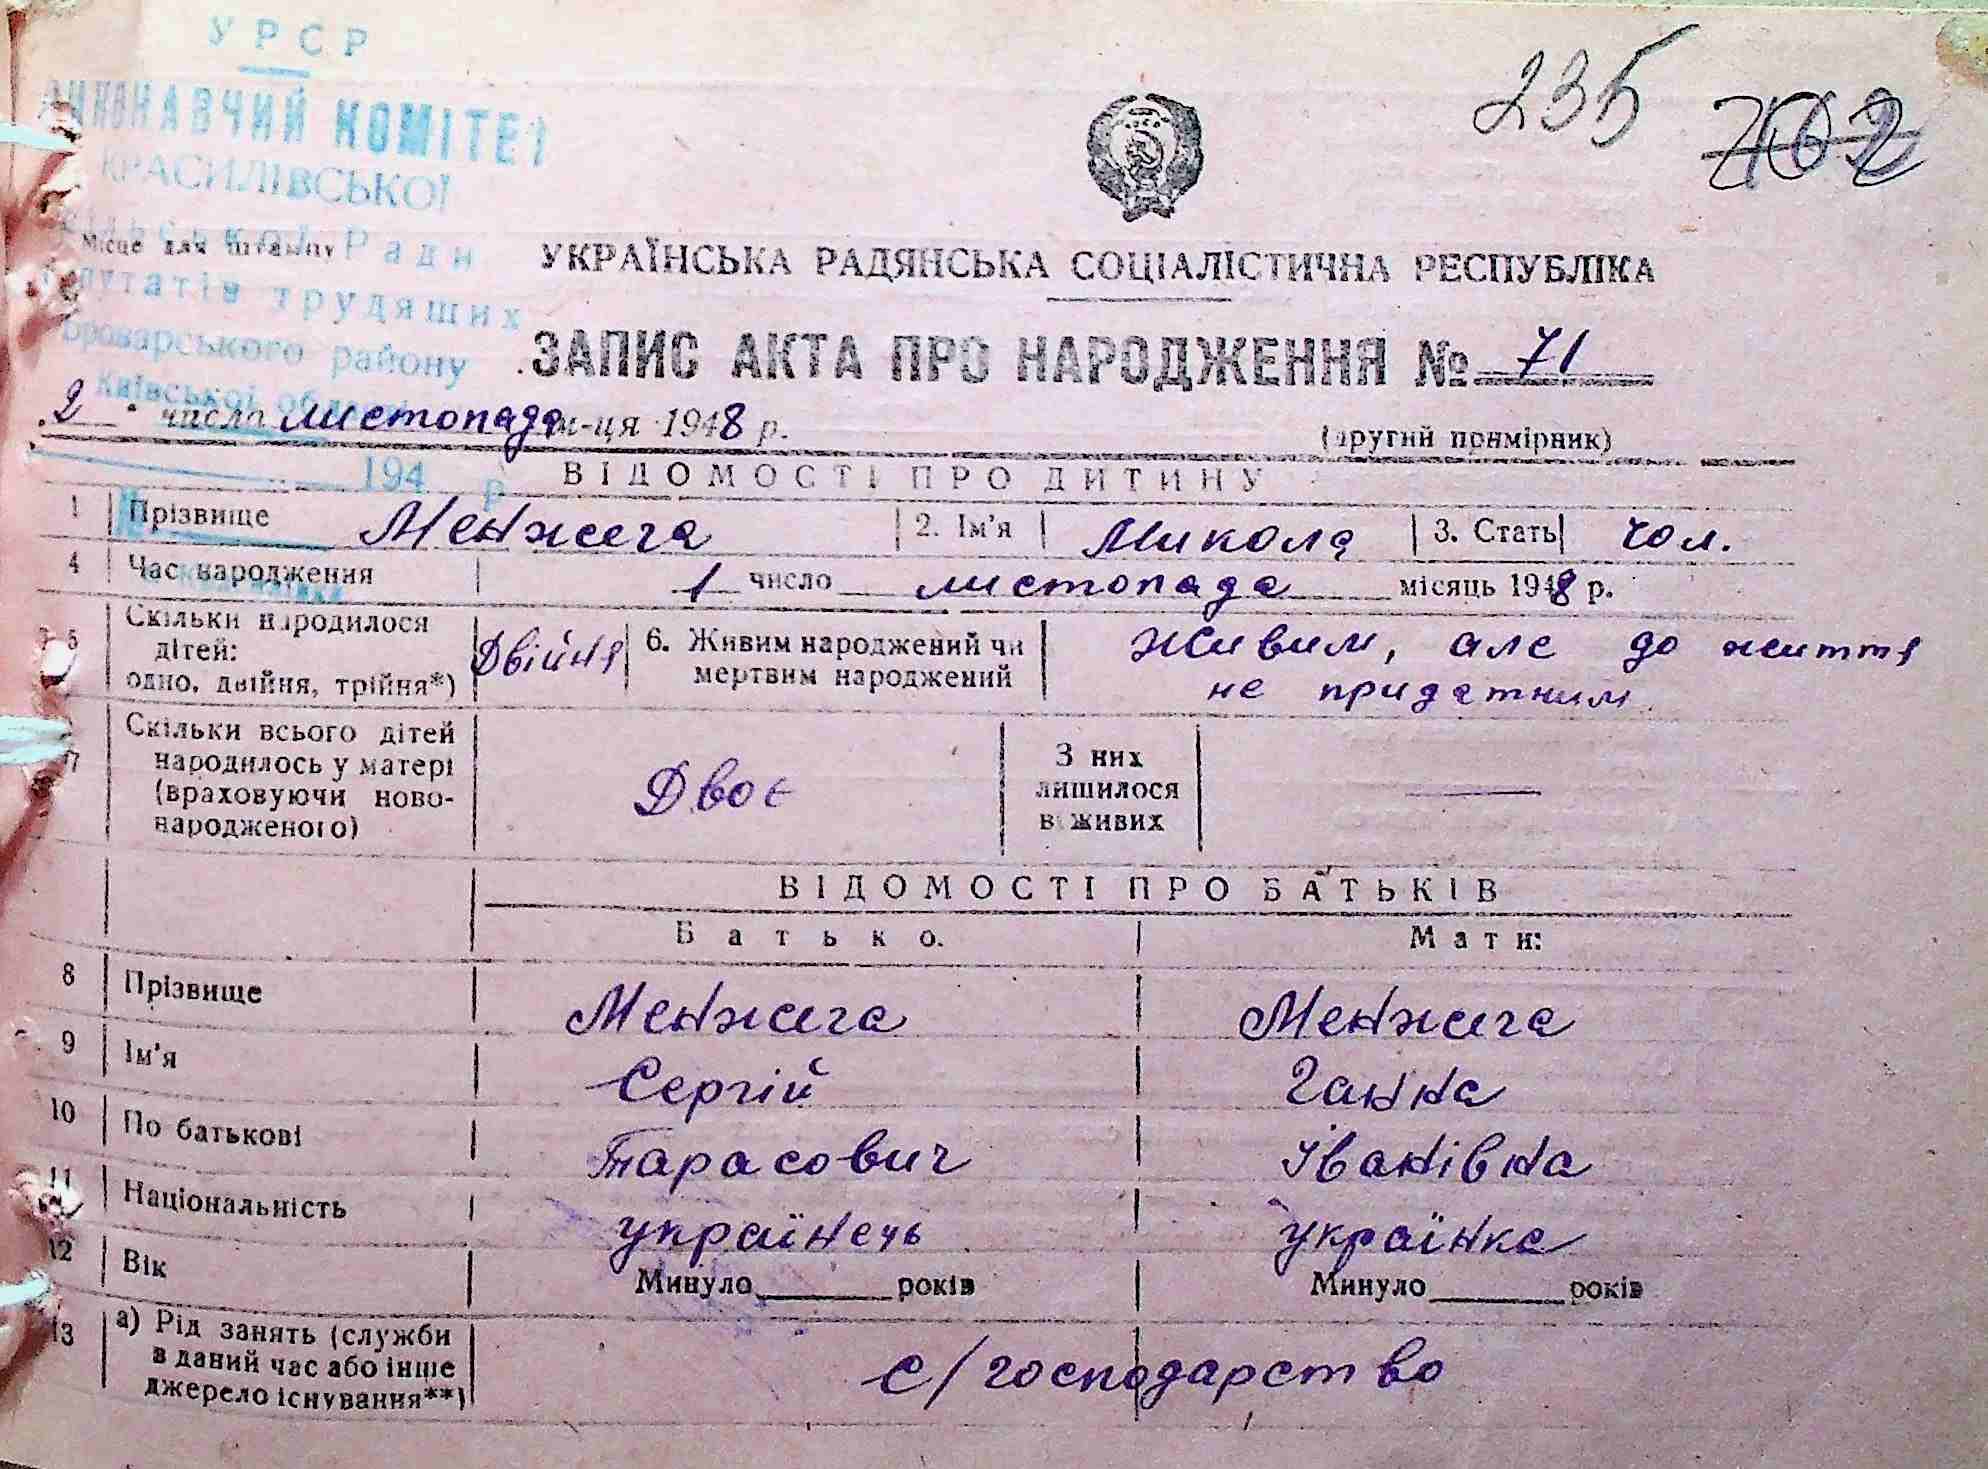 УРСР
ВИКОНАВЧИЙ КОМІТЕТ
КРАСИЛІВСЬКОЇ
сільської Ради
депутатів трудящих
Броварського району
Київської області
194 р
235 702
Місце для штампу
УКРАЇНСЬКА РАДЯНСЬКА СОЦІАЛІСТИЧНА РЕСПУБЛІКА
ЗАПИС АКТА ПРО НАРОДЖЕННЯ № 71
2 числа листопада м-ця 1948 р.
(другий примірник)
ВІДОМОСТІ ПРО ДИТИНУ
1 Прізвище Менжега 2. Ім'я Микола 3. Стать чол.
4 Час народження 1 число листопада місяць 1948 р.
5 Скільки народилося дітей: одно, двійня, трійня*) Двійня 6. Живим народжений чи мертвим народжений Живим, але до життя не придатним
7 Скільки всього дітей народилось у матері (враховуючи ново-народженого) Двоє З них лишилося в живих —
ВІДОМОСТІ ПРО БАТЬКІВ
Батько. Мати:
8 Прізвище Менжега Менжега
9 Ім'я Сергій Ганна
10 По батькові Тарасович Іванівна
11 Національність українець українка
12 Вік Минуло____років Минуло____років
13 а) Рід занять (служби в даний час або інше джерело існування**) с/господарство